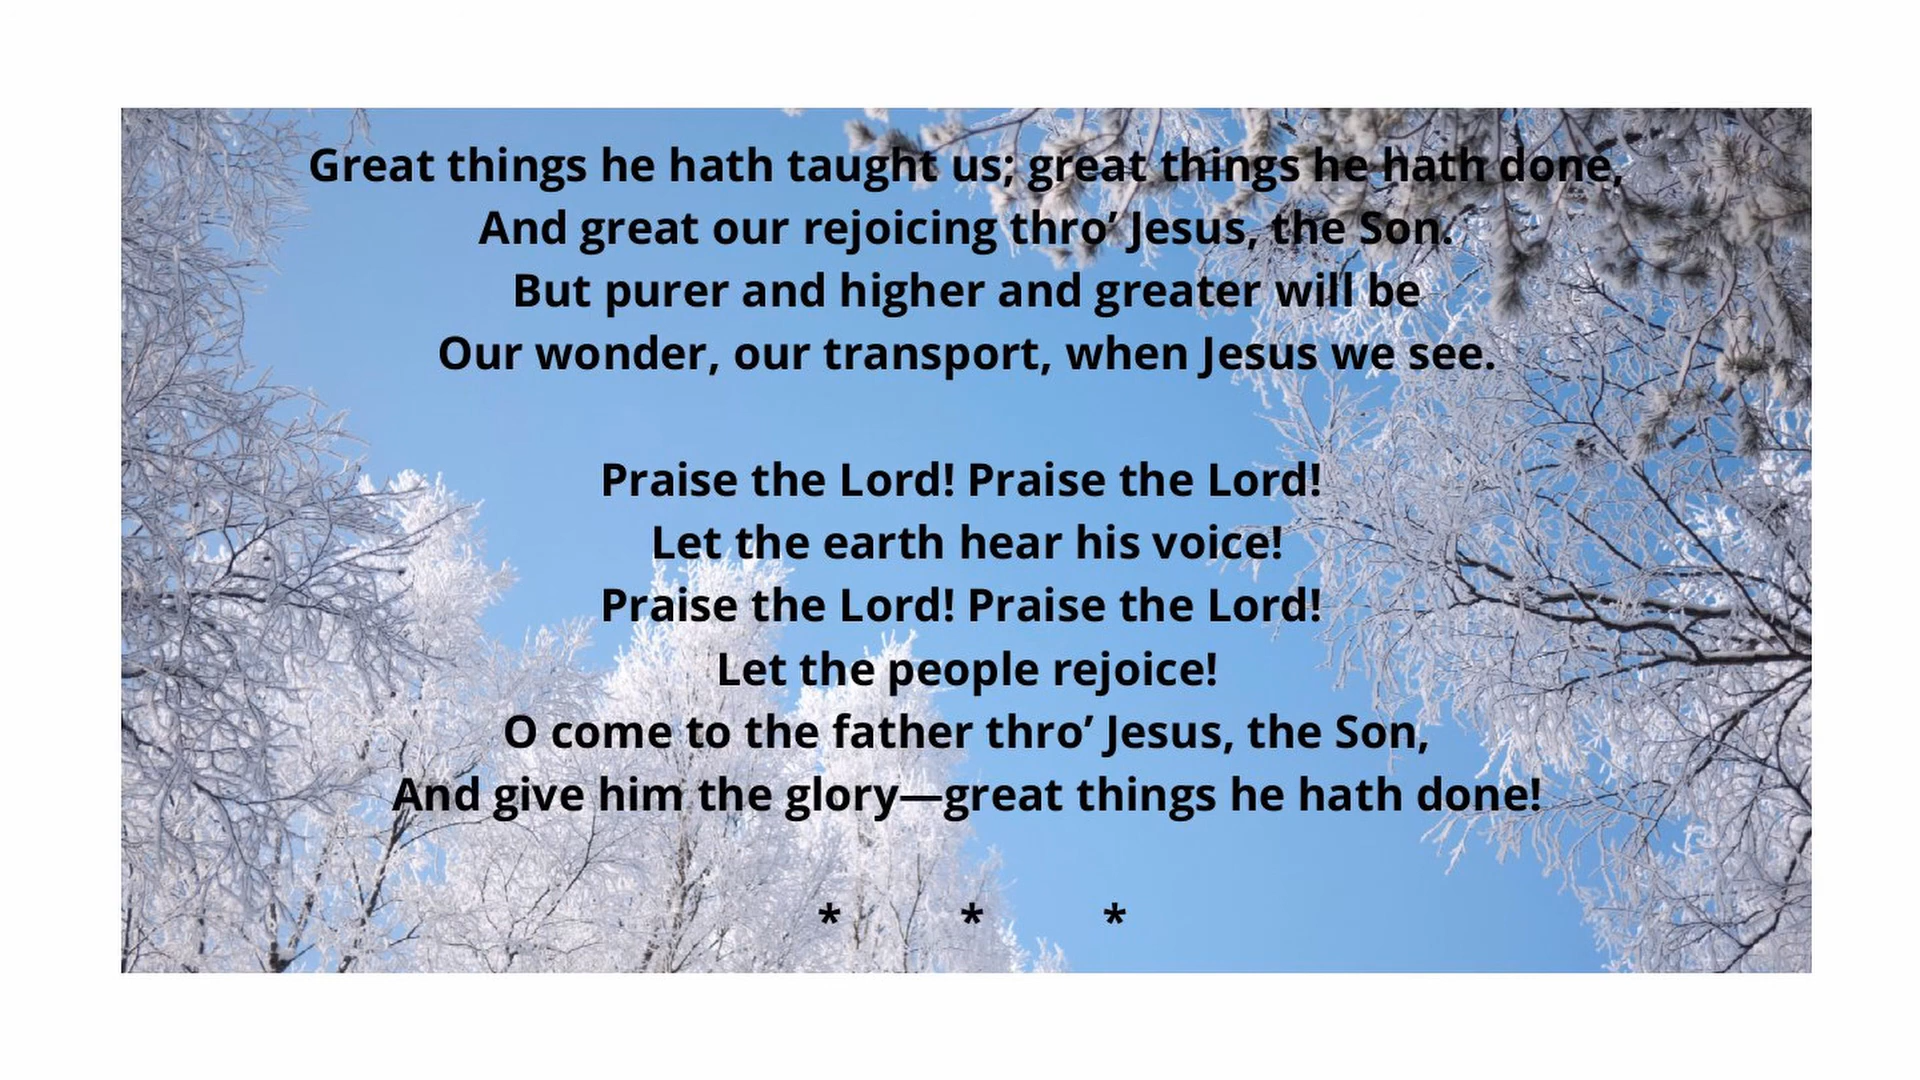 Great things he hath taught us; great things he hath done,
And great our rejoicing thro’ Jesus, the Son.
But purer and higher and greater will be
Our wonder, our transport, when Jesus we see.
Praise the Lord! Praise the Lord!
Let the earth hear his voice!
Praise the Lord! Praise the Lord!
Let the people rejoice!
O come to the father thro’ Jesus, the Son,
And give him the glory—great things he hath done!
* * *